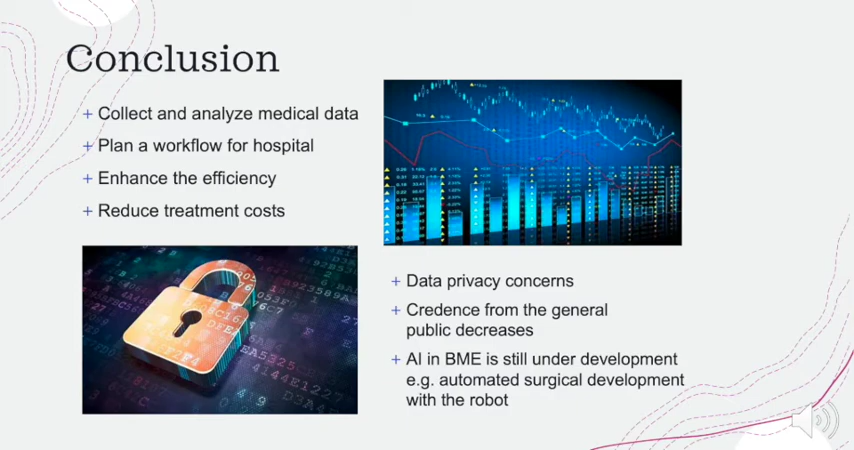 Conclusion
+ Collect and analyze medical data
+ Plan a workflow for hospital
+ Enhance the efficiency
+ Reduce treatment costs
+ Data privacy concerns
+ Credence from the general
public decreases
+ AI in BME is still under development
e.g. automated surgical development
with the robot